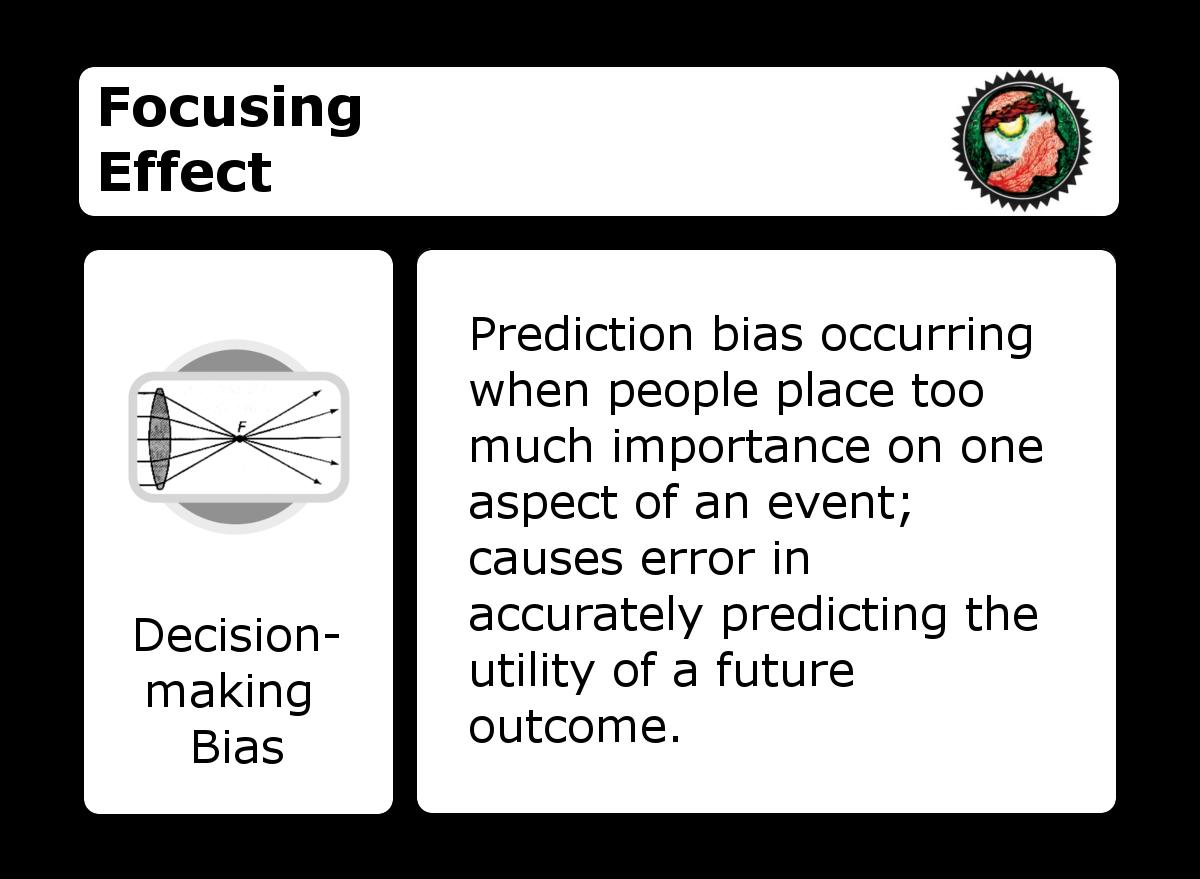 Focusing
Effect
F
Decision-
making
Bias
Prediction bias occurring
when people place too
much importance on one
aspect of an event;
causes error in
accurately predicting the
utility of a future
outcome.